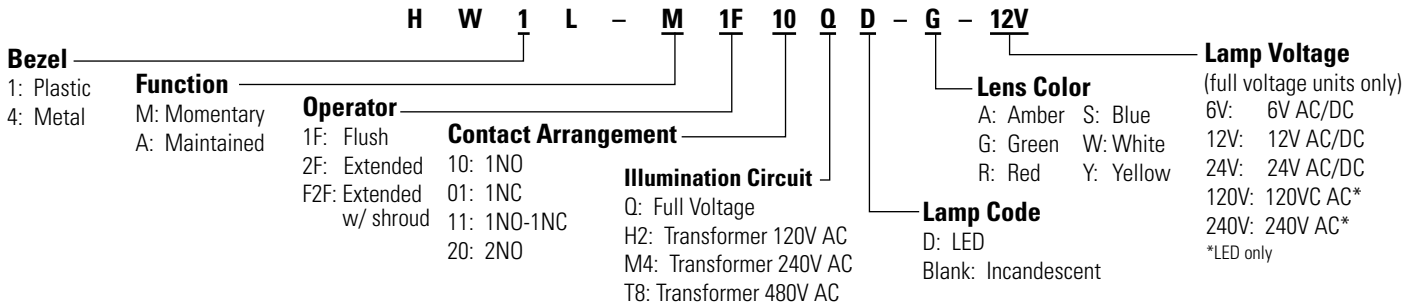 H W 1 L – M 1F 10 Q D – G – 12V
Bezel
1: Plastic
4: Metal
Function
M: Momentary
A: Maintained
Operator
1F: Flush
2F: Extended
F2F: Extended
w/ shroud
Contact Arrangement
10: 1NO
01: 1NC
11: 1NO-1NC
20: 2NO
Illumination Circuit
Q: Full Voltage
H2: Transformer 120V AC
M4: Transformer 240V AC
T8: Transformer 480V AC
Lamp Code
D: LED
Blank: Incandescent
Lens Color
A: Amber S: Blue
G: Green W: White
R: Red Y: Yellow
Lamp Voltage
(full voltage units only)
6V: 6V AC/DC
12V: 12V AC/DC
24V: 24V AC/DC
120V: 120VC AC*
240V: 240V AC*
*LED only